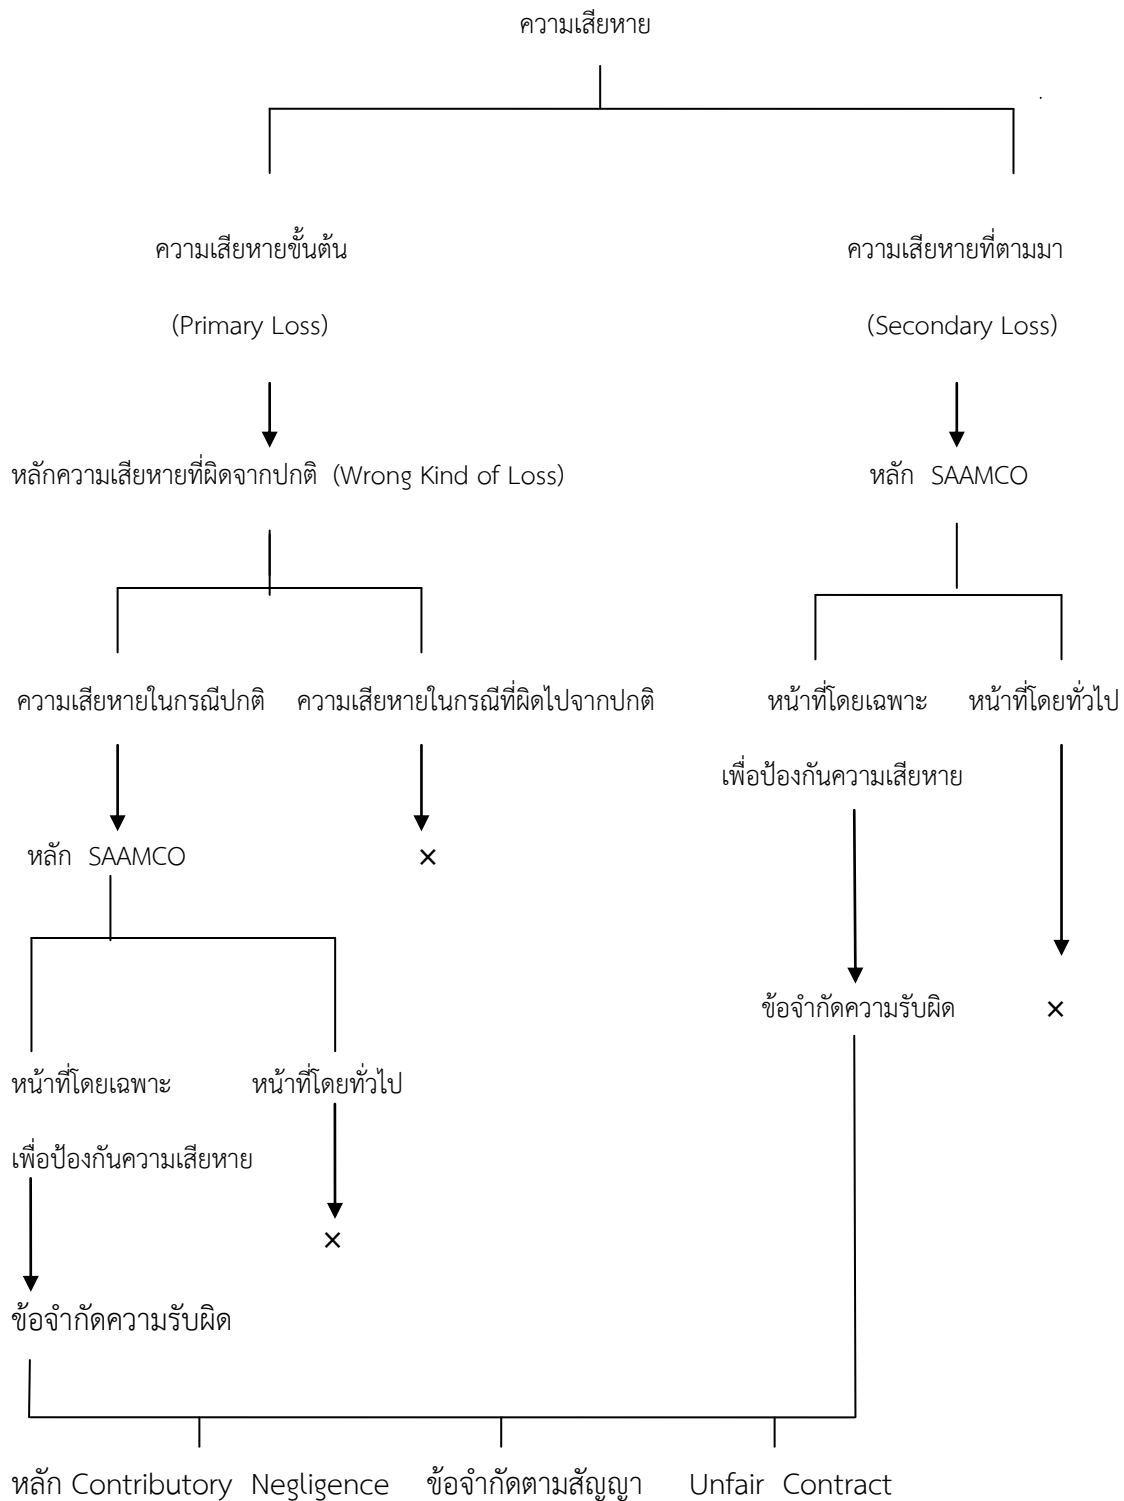 ความเสียหาย
ความเสียหายขั้นต้น ความเสียหายที่ตามมา
(Primary Loss) (Secondary Loss)
หลักความเสียหายที่ผิดจากปกติ (Wrong Kind of Loss) หลัก SAAMCO
ความเสียหายในกรณีปกติ ความเสียหายในกรณีที่ผิดไปจากปกติ หน้าที่โดยเฉพาะ หน้าที่โดยทั่วไป
เพื่อป้องกันความเสียหาย
หลัก SAAMCO ×
ข้อจำกัดความรับผิด ×
หน้าที่โดยเฉพาะ หน้าที่โดยทั่วไป
เพื่อป้องกันความเสียหาย
×
ข้อจำกัดความรับผิด
หลัก Contributory Negligence ข้อจำกัดตามสัญญา Unfair Contract